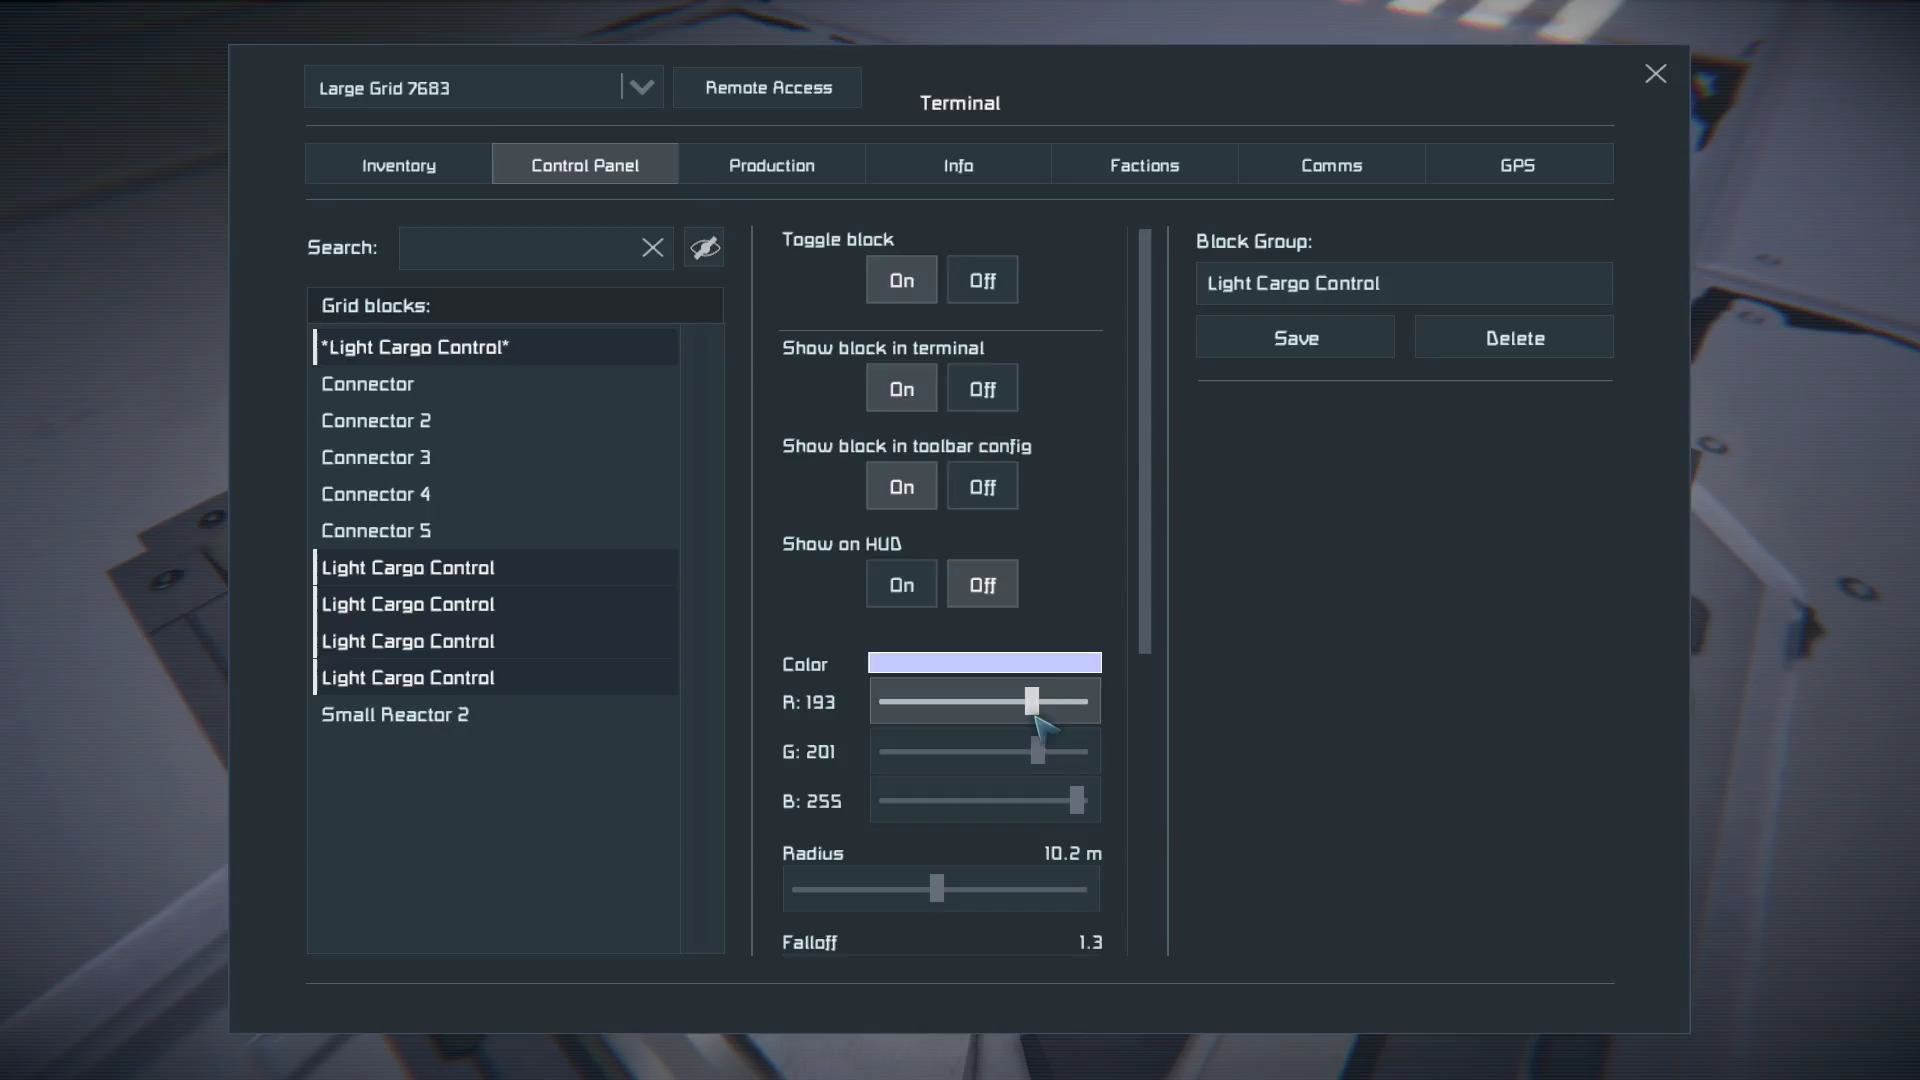 Large Grid 7683
Remote Access
Terminal
Inventory
Control Panel
Production
Info
Factions
Comms
GPS
Search:
Grid blocks:
*Light Cargo Control*
Connector
Connector 2
Connector 3
Connector 4
Connector 5
Light Cargo Control
Light Cargo Control
Light Cargo Control
Light Cargo Control
Small Reactor 2
Toggle block
On Off
Show block in terminal
On Off
Show block in toolbar config
On Off
Show on HUD
On Off
Color
R: 193
G: 201
B: 255
Radius 10.2 m
Falloff 1.3
Block Group:
Light Cargo Control
Save Delete